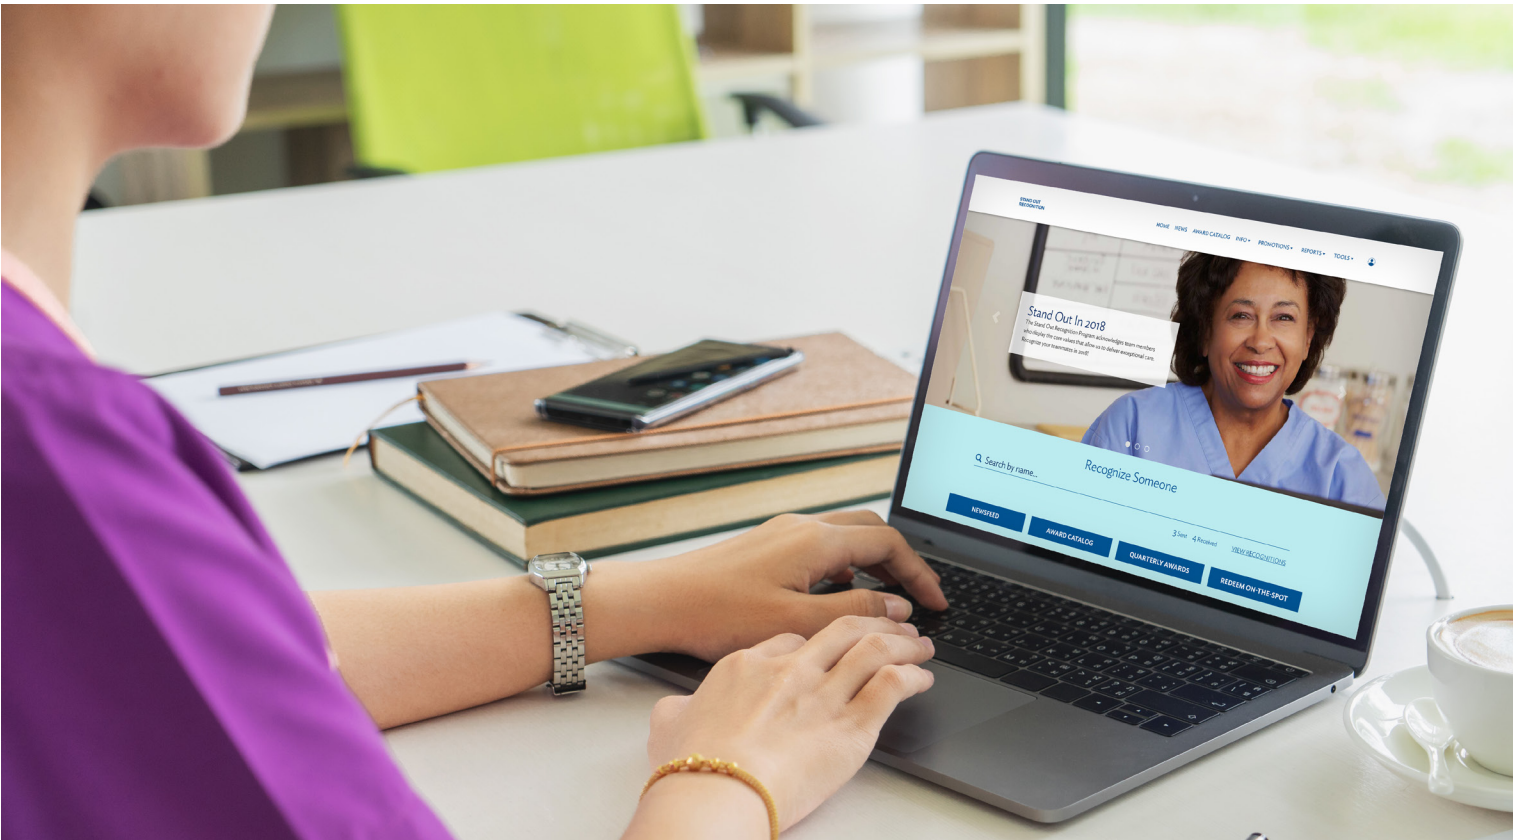 STAND OUT
RECOGNITION
HOME NEWS AWARD CATALOG INFO PROMOTIONS REPORTS TOOLS
Stand Out In 2018
The Stand Out Recognition Program acknowledges team members
who display the core values that allow us to deliver exceptional care.
Recognize your teammates in 2018!
Recognize Someone
Search by name...
3 Sent 4 Received VIEW RECOGNITIONS
NEWSFEED
AWARD CATALOG
QUARTERLY AWARDS
REDEEM ON-THE-SPOT